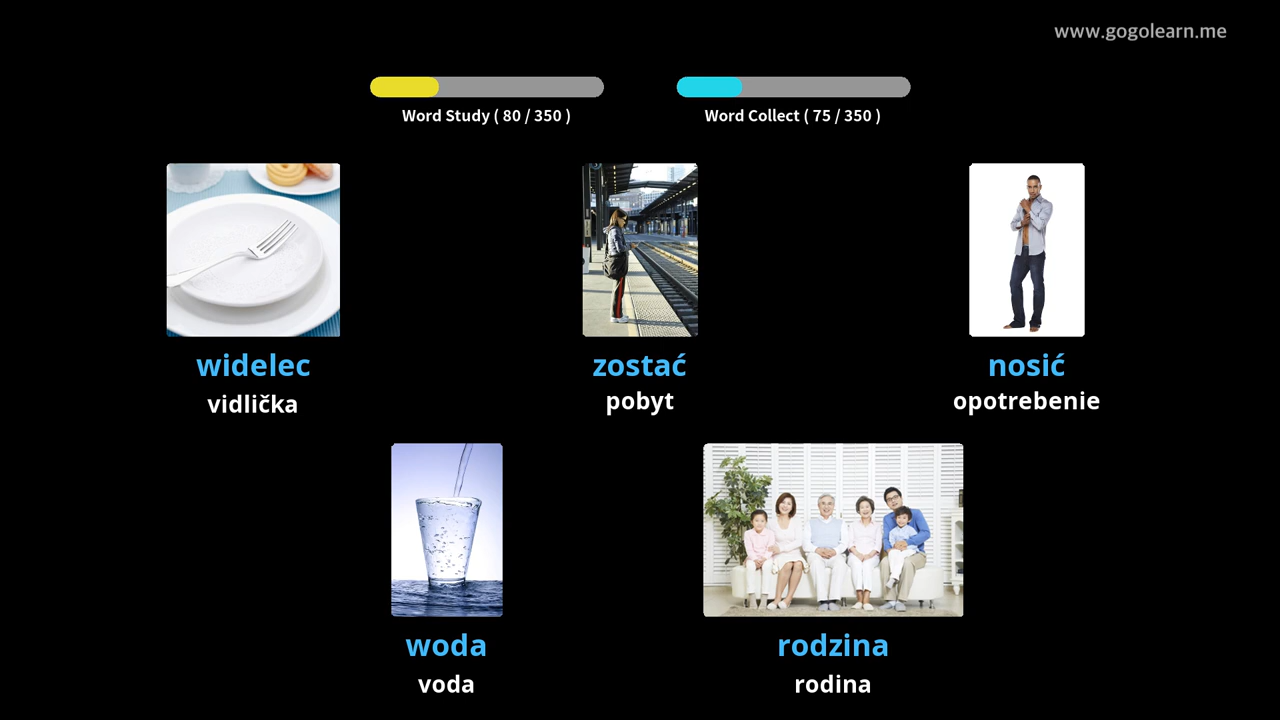 www.gogolearn.me
Word Study ( 80 / 350 )
Word Collect ( 75 / 350 )
widelec
vidlička
zostać
pobyt
nosić
opotrebenie
woda
voda
rodzina
rodina